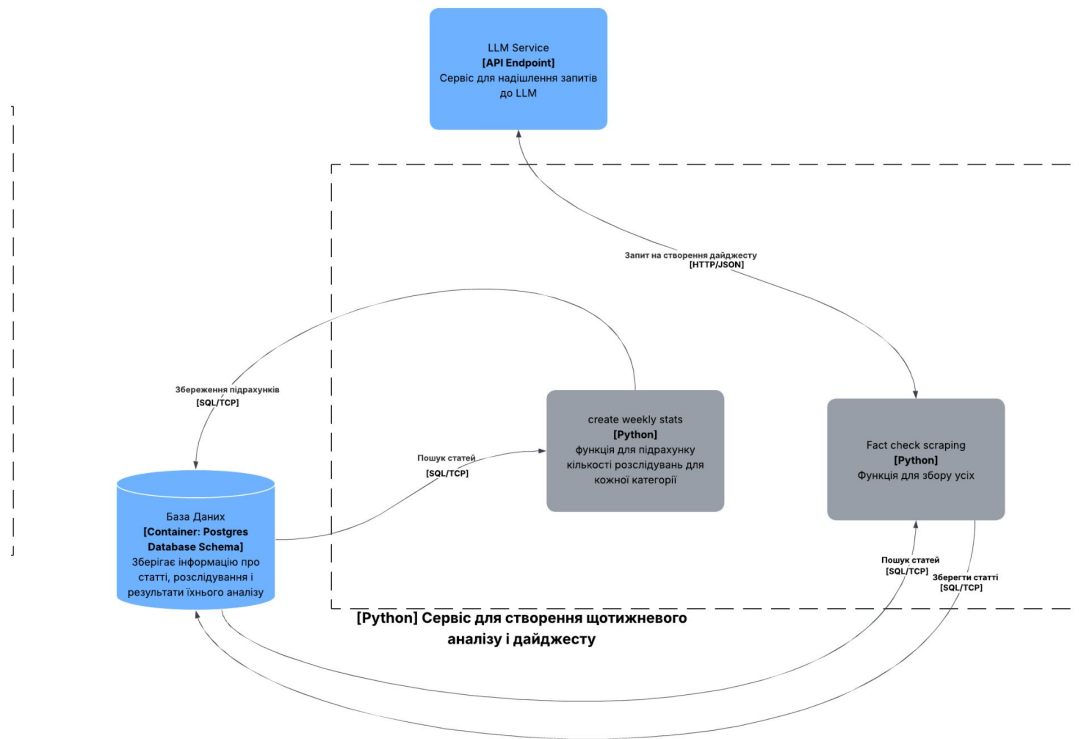 LLM Service
[API Endpoint]
Сервіс для надішлення запитів
до LLM
Запит на створення дайджесту
[HTTP/JSON]
Збереження підрахунків
[SQL/TCP]
create weekly stats
[Python]
функція для підрахунку
кількості розслідувань для
кожної категорії
Fact check scraping
[Python]
Функція для збору усіх
Пошук статей
[SQL/TCP]
База Даних
[Container: Postgres
Database Schema]
Зберігає інформацію про
статті, розслідування і
результати їхнього аналізу
Пошук статей
[SQL/TCP]
Зберегти статті
[SQL/TCP]
[Python] Сервіс для створення щотижневого
аналізу і дайджесту